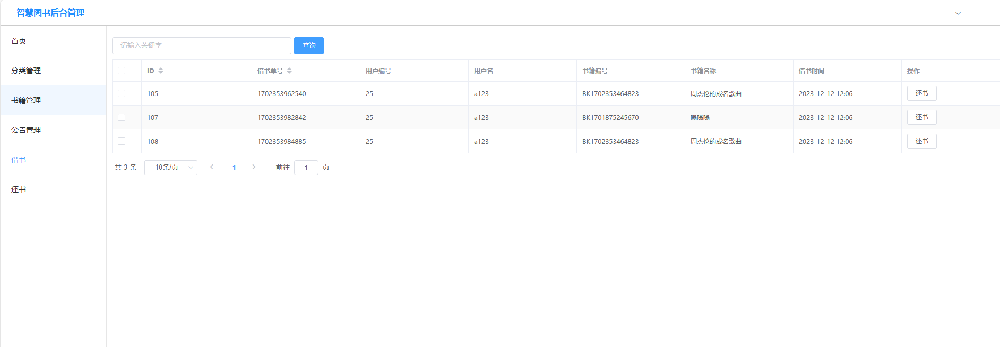 智慧图书后台管理
首页
分类管理
书籍管理
公告管理
借书
还书
请输入关键字 查询
ID 借书单号 用户编号 用户名 书籍编号 书籍名称 借书时间 操作
105 1702353962540 25 a123 BK1702353464823 周杰伦的成名歌曲 2023-12-12 12:06 还书
107 1702353982842 25 a123 BK1701875245670 嗡嗡嗡 2023-12-12 12:06 还书
108 1702353984885 25 a123 BK1702353464823 周杰伦的成名歌曲 2023-12-12 12:06 还书
共 3 条 10条/页 1 前往 1 页